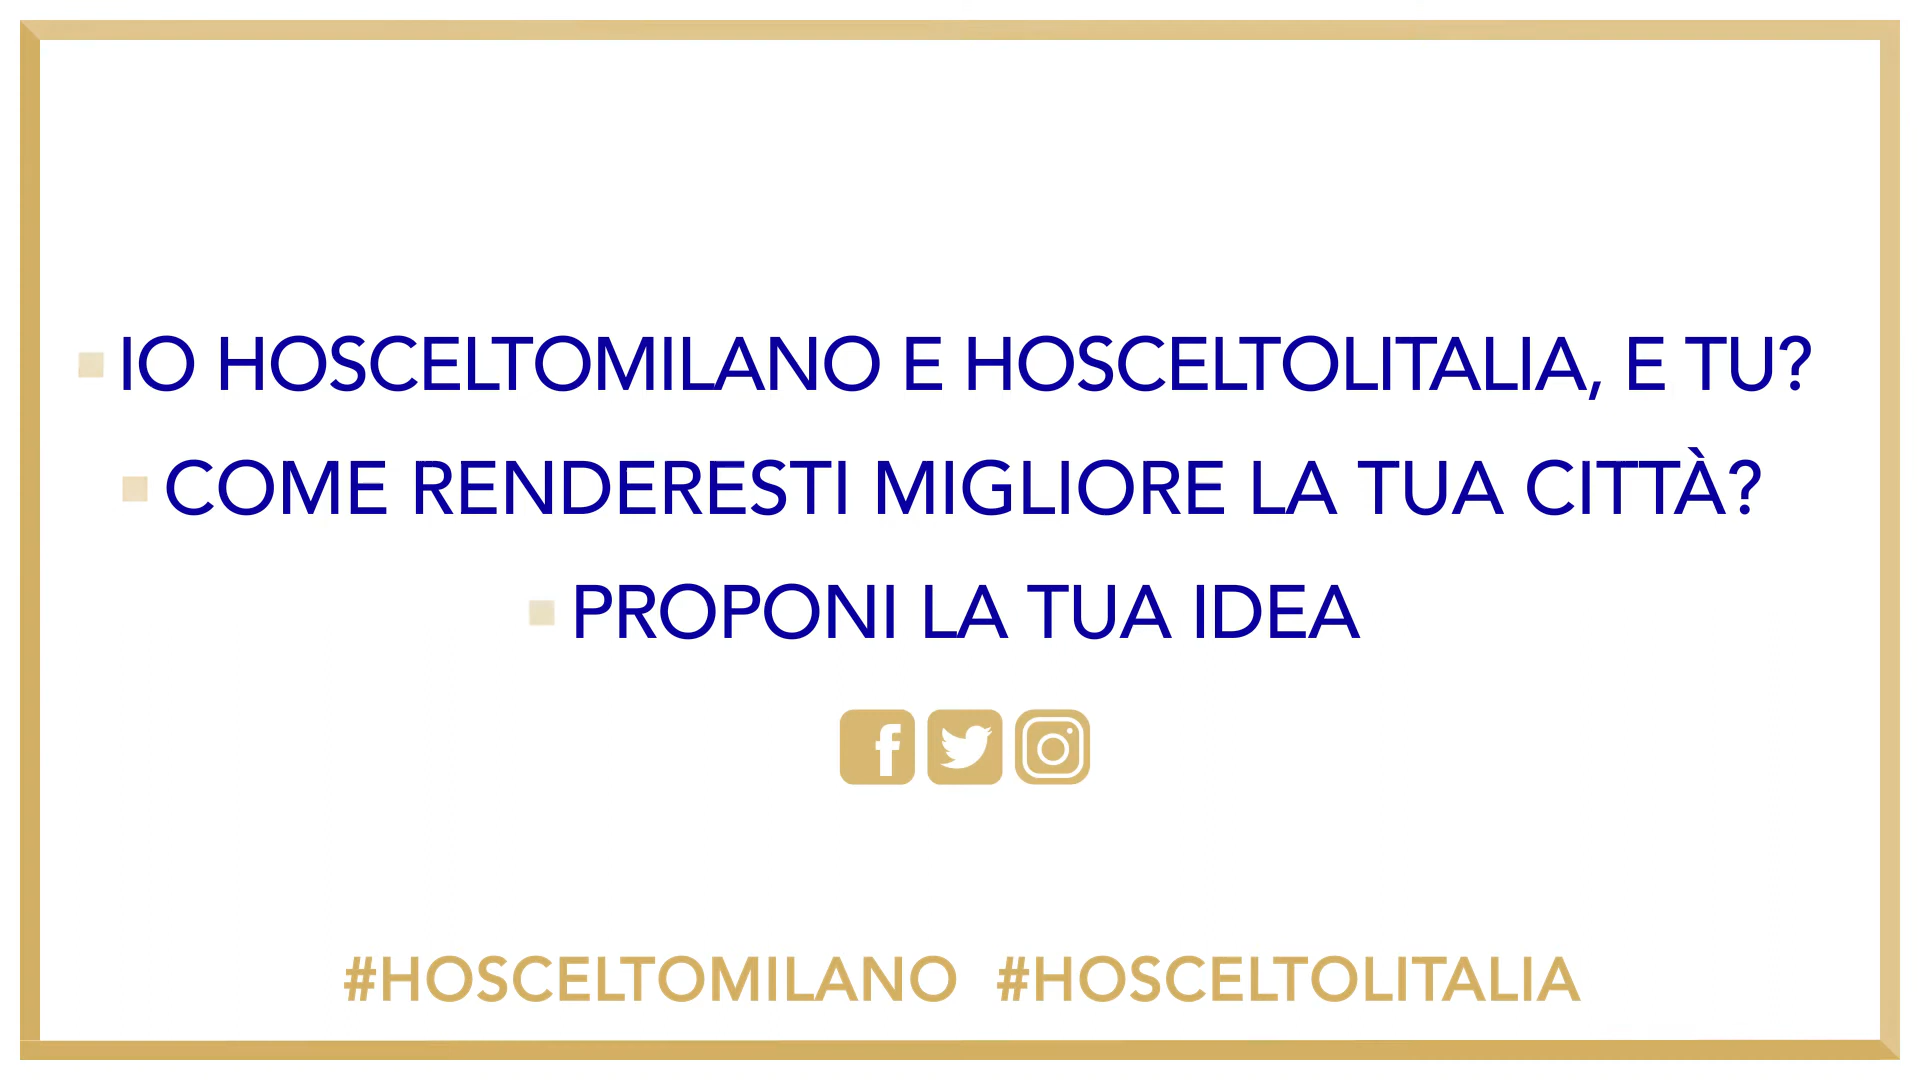 IO HOSCELTOMILANO E HOSCELTOLITALIA, E TU?
COME RENDERESTI MIGLIORE LA TUA CITTÀ?
PROPONI LA TUA IDEA
#HOSCELTOMILANO #HOSCELTOLITALIA